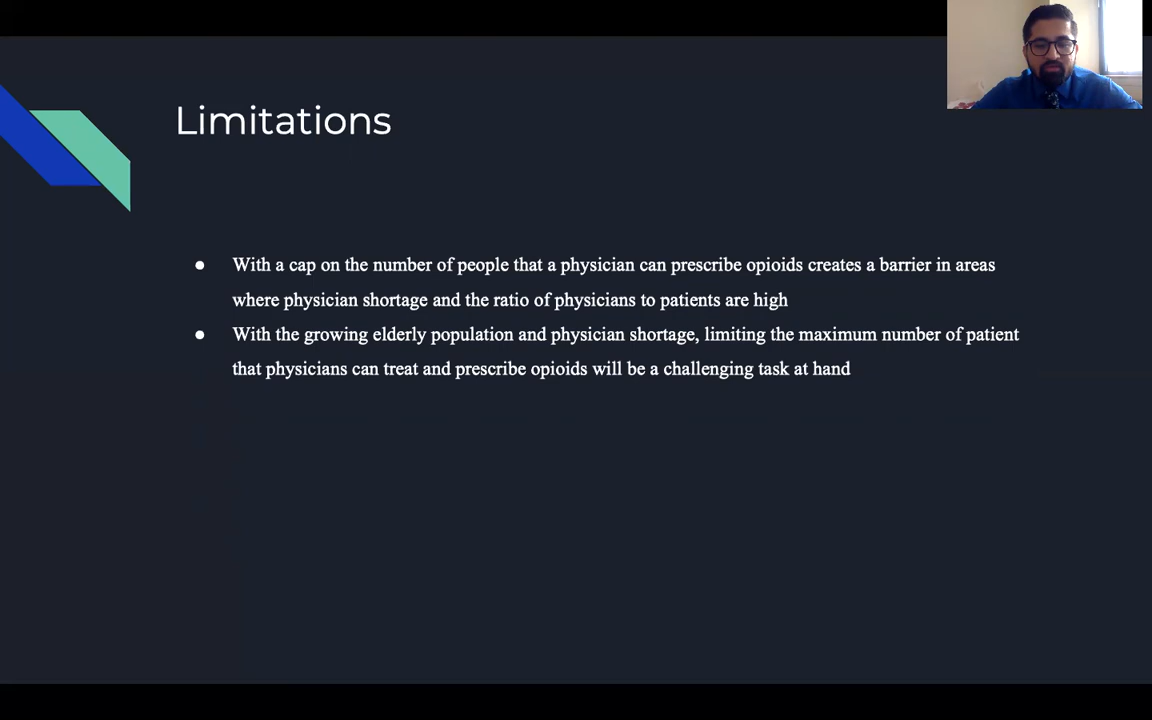 Limitations
● With a cap on the number of people that a physician can prescribe opioids creates a barrier in areas
where physician shortage and the ratio of physicians to patients are high
● With the growing elderly population and physician shortage, limiting the maximum number of patient
that physicians can treat and prescribe opioids will be a challenging task at hand